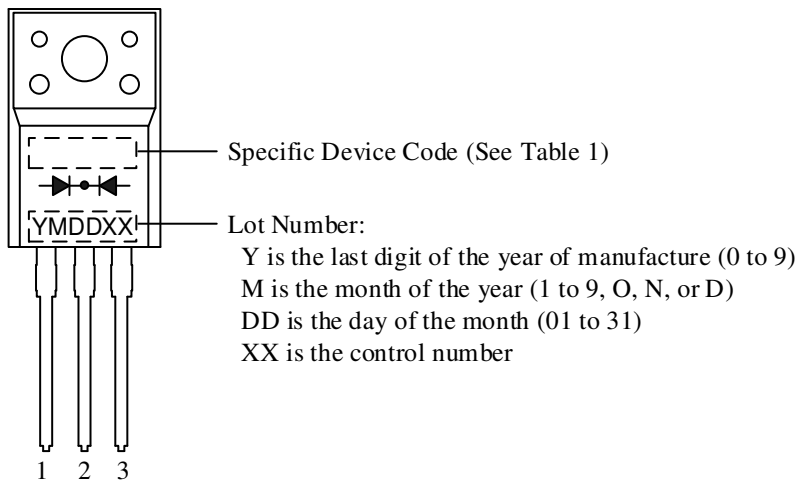 Specific Device Code (See Table 1)
YMDDXX
Lot Number:
Y is the last digit of the year of manufacture (0 to 9)
M is the month of the year (1 to 9, O, N, or D)
DD is the day of the month (01 to 31)
XX is the control number
1 2 3